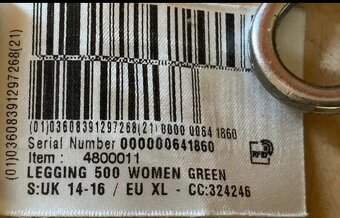 (01)03608391297268(21)
(01)03608391297268(21) 0000 0064 1860
Serial Number 000000641860
Item : 4800011
LEGGING 500 WOMEN GREEN
S:UK 14-16 / EU XL - CC:324246